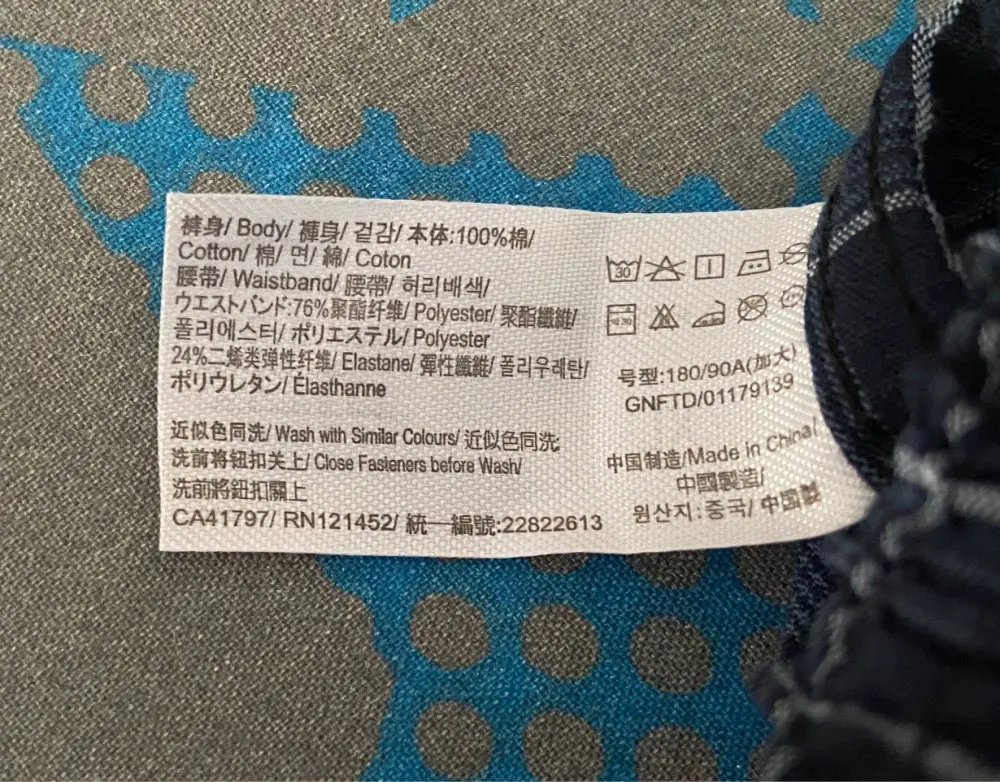 裤身/ Body/ 褲身/ 겉감/ 本体:100%棉/
Cotton/ 棉/ 면/ 綿/ Coton
腰带/ Waistband/ 腰帶/ 허리배색/
ウエストバンド:76%聚酯纤维/ Polyester/ 聚酯纖維/
폴리에스터/ ポリエステル/ Polyester
24%二烯类弹性纤维/ Elastane/ 彈性纖維/ 폴리우레탄/
ポリウレタン/ Élasthanne
近似色同洗/ Wash with Similar Colours/ 近似色同洗
洗前将钮扣关上/ Close Fasteners before Wash/
洗前將鈕扣關上
CA41797/ RN121452/ 統一編號:22822613
30
号型:180/90A(加大)
GNFTD/01179139
中国制造/Made in China/
中國製造/
원산지:중국/ 中国製